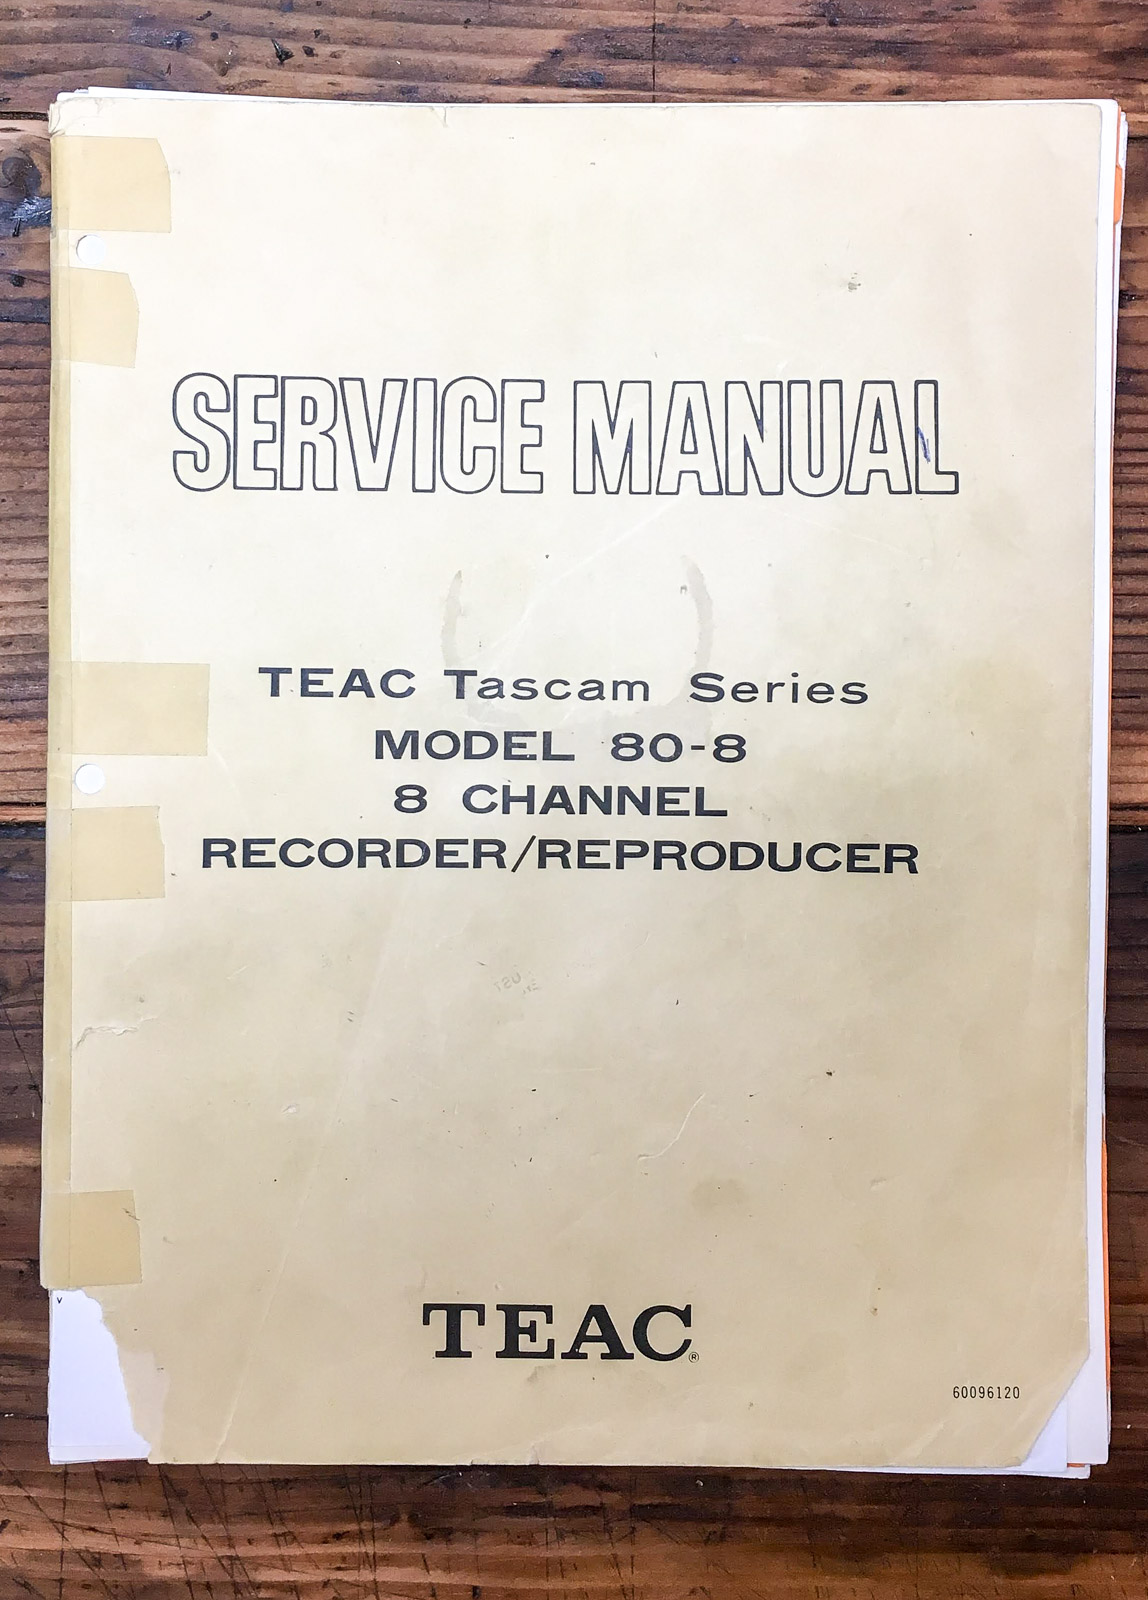 SERVICE MANUAL
TEAC Tascam Series
MODEL 80-8
8 CHANNEL
RECORDER/REPRODUCER
TEAC®
60096120